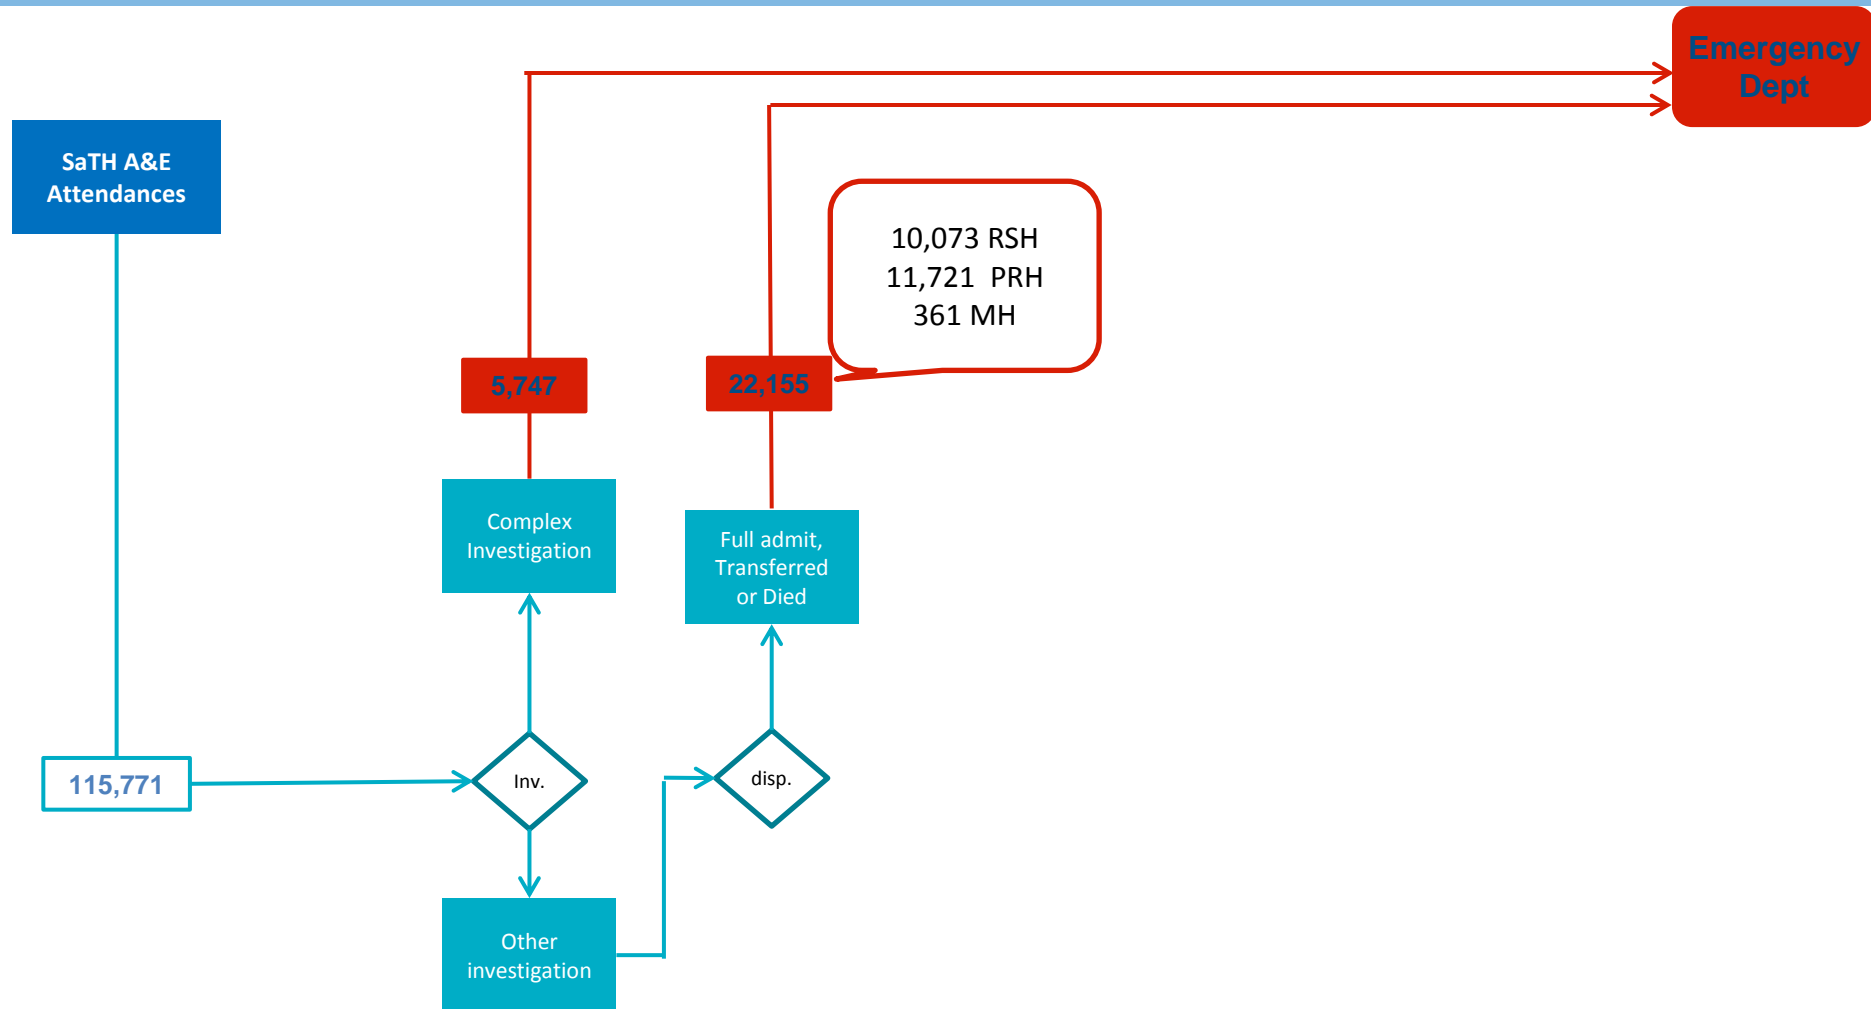 Emergency
Dept
SaTH A&E
Attendances
10,073 RSH
11,721  PRH
361 MH
5,747
22,155
Complex
Investigation
Full admit,
Transferred
or Died
115,771
Inv.
disp.
Other
investigation